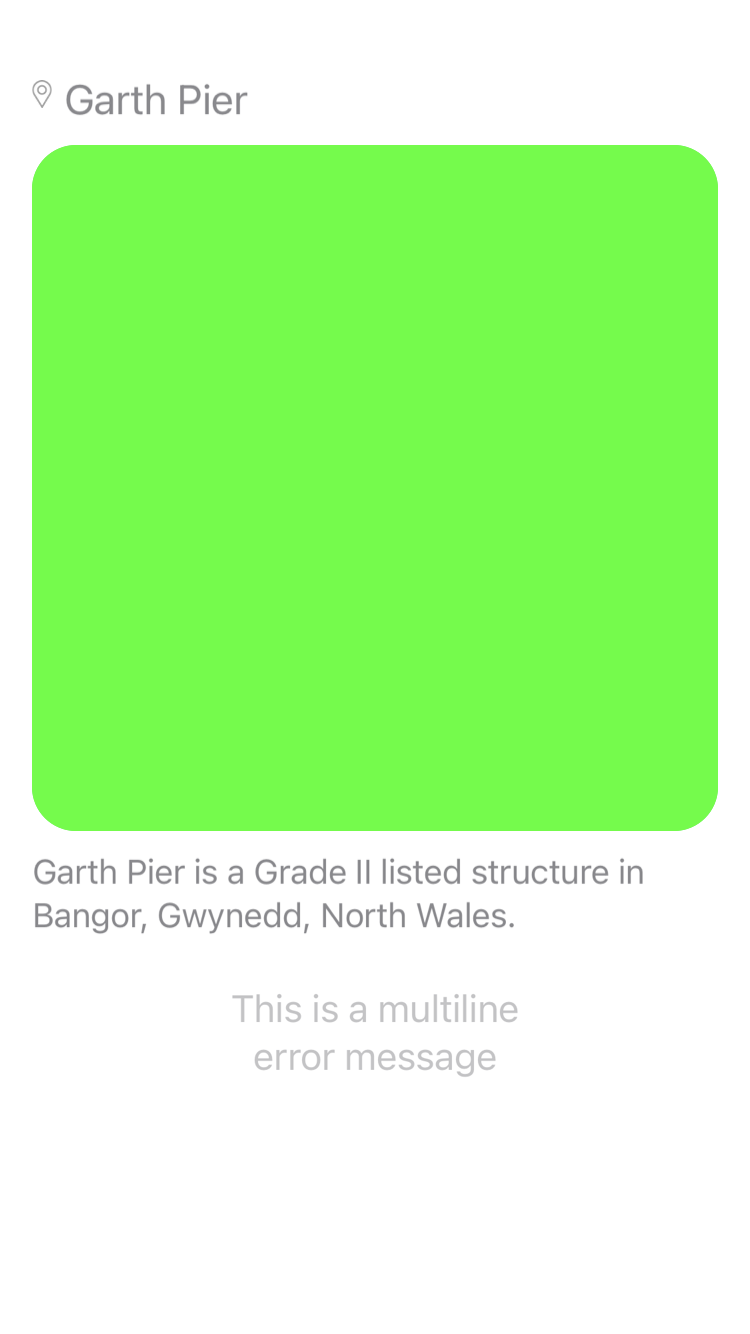 Garth Pier
Garth Pier is a Grade II listed structure in
Bangor, Gwynedd, North Wales.
This is a multiline
error message